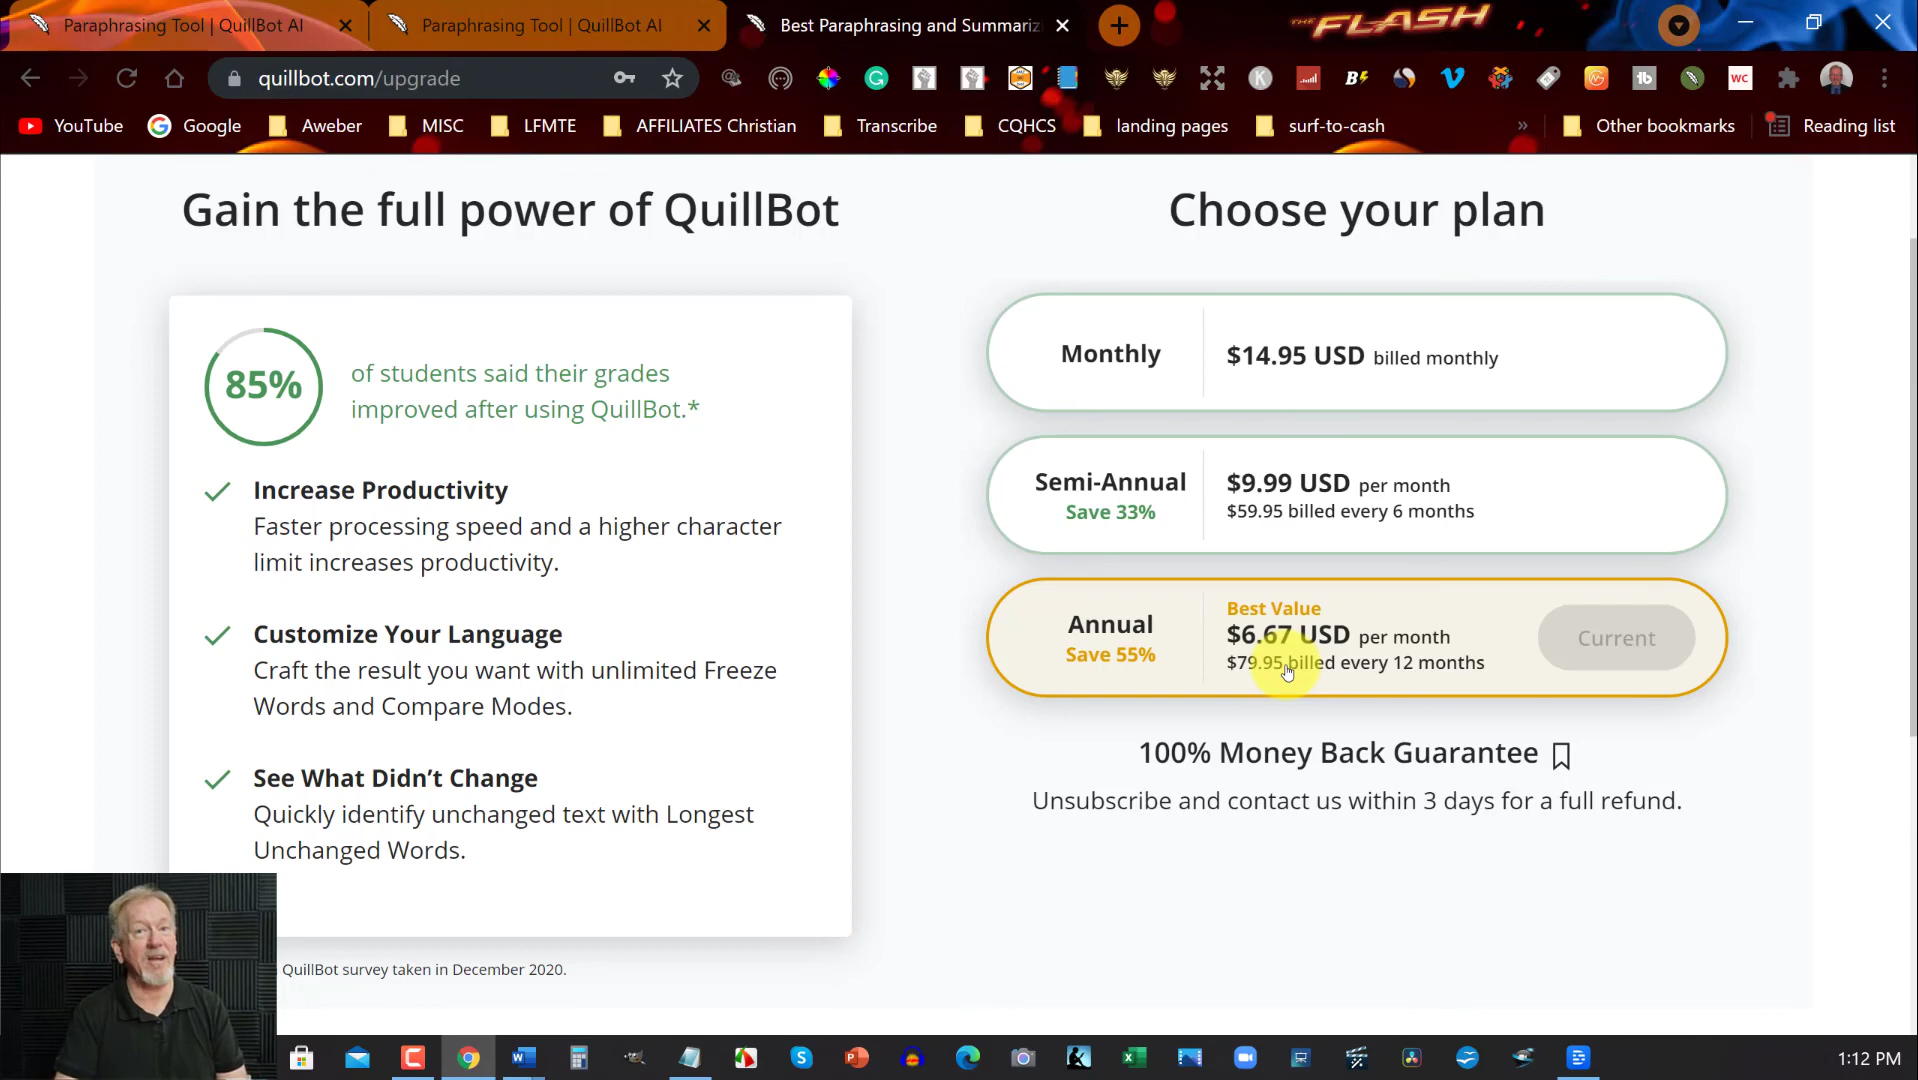 Paraphrasing Tool | QuillBot AI
Paraphrasing Tool | QuillBot AI
Best Paraphrasing and Summariz
THE FLASH
quillbot.com/upgrade
YouTube
Google
Aweber
MISC
LFMTE
AFFILIATES Christian
Transcribe
CQHCS
landing pages
surf-to-cash
»
Other bookmarks
Reading list
Gain the full power of QuillBot
85%
of students said their grades
improved after using QuillBot.*
Increase Productivity
Faster processing speed and a higher character
limit increases productivity.
Customize Your Language
Craft the result you want with unlimited Freeze
Words and Compare Modes.
See What Didn’t Change
Quickly identify unchanged text with Longest
Unchanged Words.
QuillBot survey taken in December 2020.
Choose your plan
Monthly
$14.95 USD billed monthly
Semi-Annual
Save 33%
$9.99 USD per month
$59.95 billed every 6 months
Annual
Save 55%
Best Value
$6.67 USD per month
$79.95 billed every 12 months
Current
100% Money Back Guarantee
Unsubscribe and contact us within 3 days for a full refund.
1:12 PM